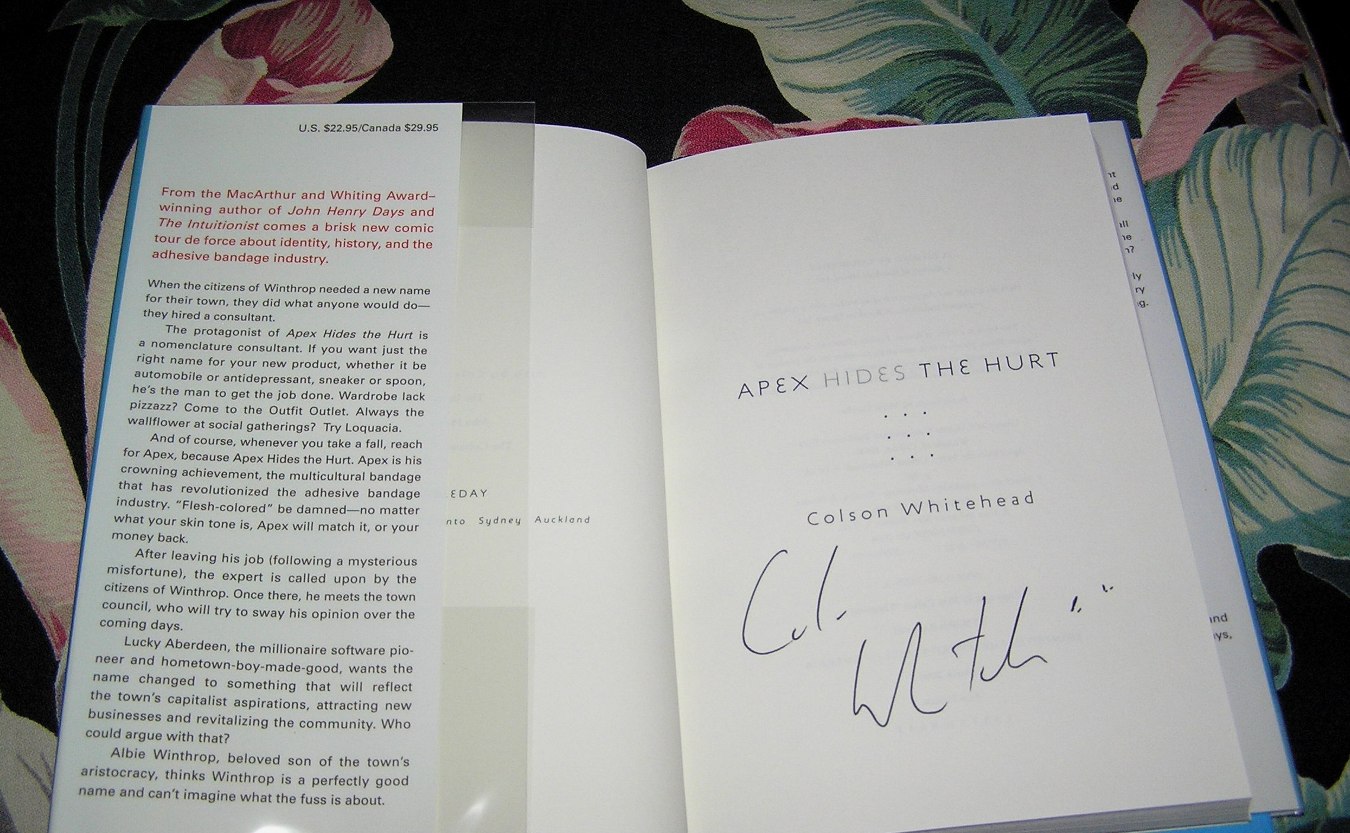 U.S. $22.95/Canada $29.95
From the MacArthur and Whiting Award–
winning author of John Henry Days and
The Intuitionist comes a brisk new comic
tour de force about identity, history, and the
adhesive bandage industry.
When the citizens of Winthrop needed a new name
for their town, they did what anyone would do—
they hired a consultant.
The protagonist of Apex Hides the Hurt is
a nomenclature consultant. If you want just the
right name for your new product, whether it be
automobile or antidepressant, sneaker or spoon,
he's the man to get the job done. Wardrobe lack
pizzazz? Come to the Outfit Outlet. Always the
wallflower at social gatherings? Try Loquacia.
And of course, whenever you take a fall, reach
for Apex, because Apex Hides the Hurt. Apex is his
crowning achievement, the multicultural bandage
that has revolutionized the adhesive bandage
industry. “Flesh-colored” be damned—no matter
what your skin tone is, Apex will match it, or your
money back.
After leaving his job (following a mysterious
misfortune), the expert is called upon by the
citizens of Winthrop. Once there, he meets the town
council, who will try to sway his opinion over the
coming days.
Lucky Aberdeen, the millionaire software pio-
neer and hometown-boy-made-good, wants the
name changed to something that will reflect
the town's capitalist aspirations, attracting new
businesses and revitalizing the community. Who
could argue with that?
Albie Winthrop, beloved son of the town's
aristocracy, thinks Winthrop is a perfectly good
name and can't imagine what the fuss is about.
EDAY
nto Sydney Auckland
APEX HIDES THE HURT
Colson Whitehead